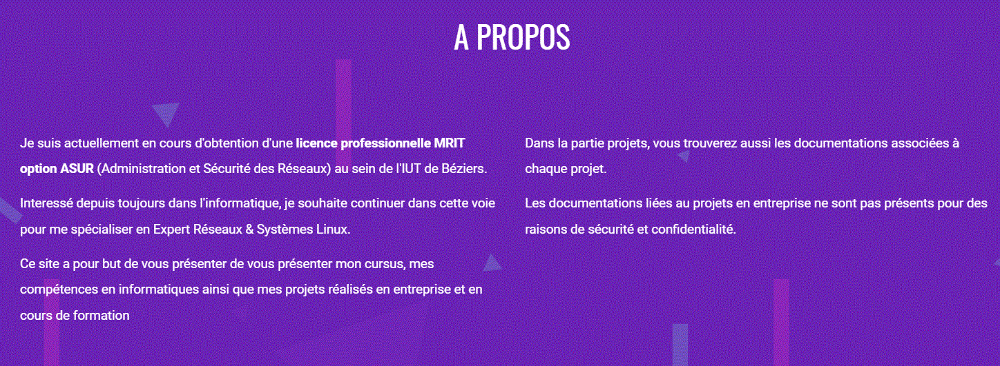 A PROPOS
Je suis actuellement en cours d'obtention d'une licence professionnelle MRIT
option ASUR (Administration et Sécurité des Réseaux) au sein de l'IUT de Béziers.
Interessé depuis toujours dans l'informatique, je souhaite continuer dans cette voie
pour me spécialiser en Expert Réseaux & Systèmes Linux.
Ce site a pour but de vous présenter de vous présenter mon cursus, mes
compétences en informatiques ainsi que mes projets réalisés en entreprise et en
cours de formation
Dans la partie projets, vous trouverez aussi les documentations associées à
chaque projet.
Les documentations liées au projets en entreprise ne sont pas présents pour des
raisons de sécurité et confidentialité.